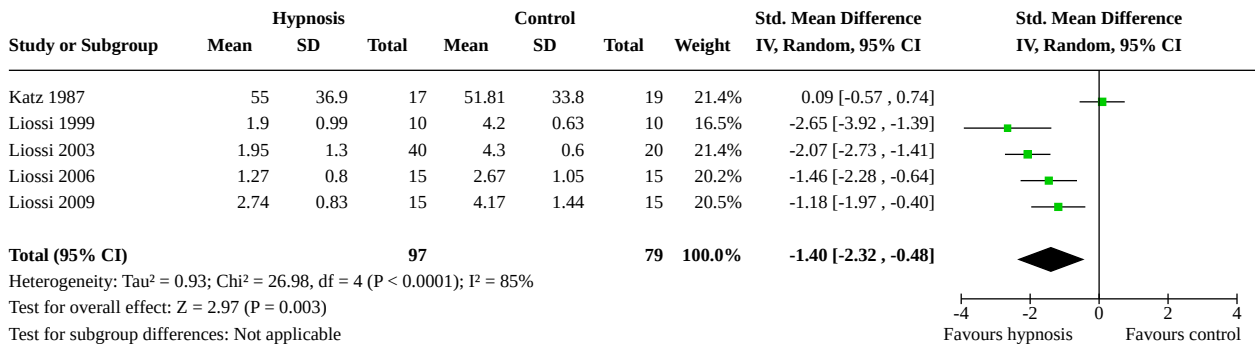 Hypnosis Control Std. Mean Difference Std. Mean Difference
Study or Subgroup Mean SD Total Mean SD Total Weight IV, Random, 95% CI IV, Random, 95% CI
Katz 1987 55 36.9 17 51.81 33.8 19 21.4% 0.09 [-0.57 , 0.74]
Liossi 1999 1.9 0.99 10 4.2 0.63 10 16.5% -2.65 [-3.92 , -1.39]
Liossi 2003 1.95 1.3 40 4.3 0.6 20 21.4% -2.07 [-2.73 , -1.41]
Liossi 2006 1.27 0.8 15 2.67 1.05 15 20.2% -1.46 [-2.28 , -0.64]
Liossi 2009 2.74 0.83 15 4.17 1.44 15 20.5% -1.18 [-1.97 , -0.40]
Total (95% CI) 97 79 100.0% -1.40 [-2.32 , -0.48]
Heterogeneity: Tau² = 0.93; Chi² = 26.98, df = 4 (P < 0.0001); I² = 85%
Test for overall effect: Z = 2.97 (P = 0.003)
Test for subgroup differences: Not applicable
-4 -2 0 2 4
Favours hypnosis Favours control